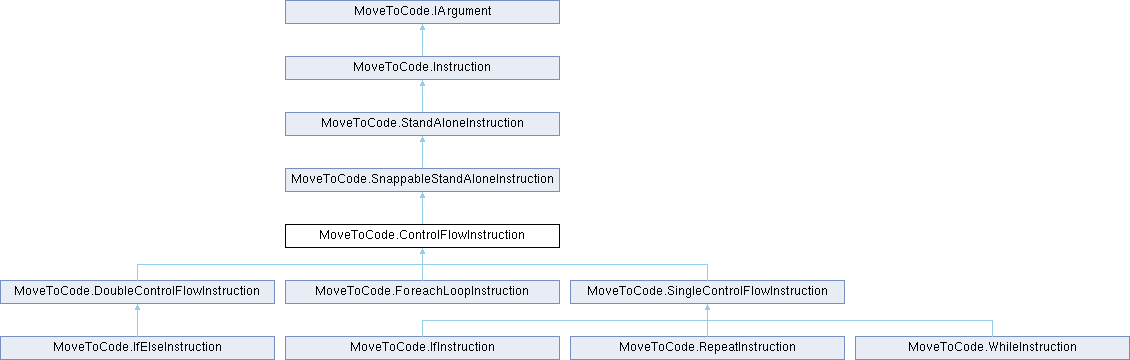 MoveToCode.IArgument
MoveToCode.Instruction
MoveToCode.StandAloneInstruction
MoveToCode.SnappableStandAloneInstruction
MoveToCode.ControlFlowInstruction
MoveToCode.DoubleControlFlowInstruction
MoveToCode.ForeachLoopInstruction
MoveToCode.SingleControlFlowInstruction
MoveToCode.IfElseInstruction
MoveToCode.IfInstruction
MoveToCode.RepeatInstruction
MoveToCode.WhileInstruction